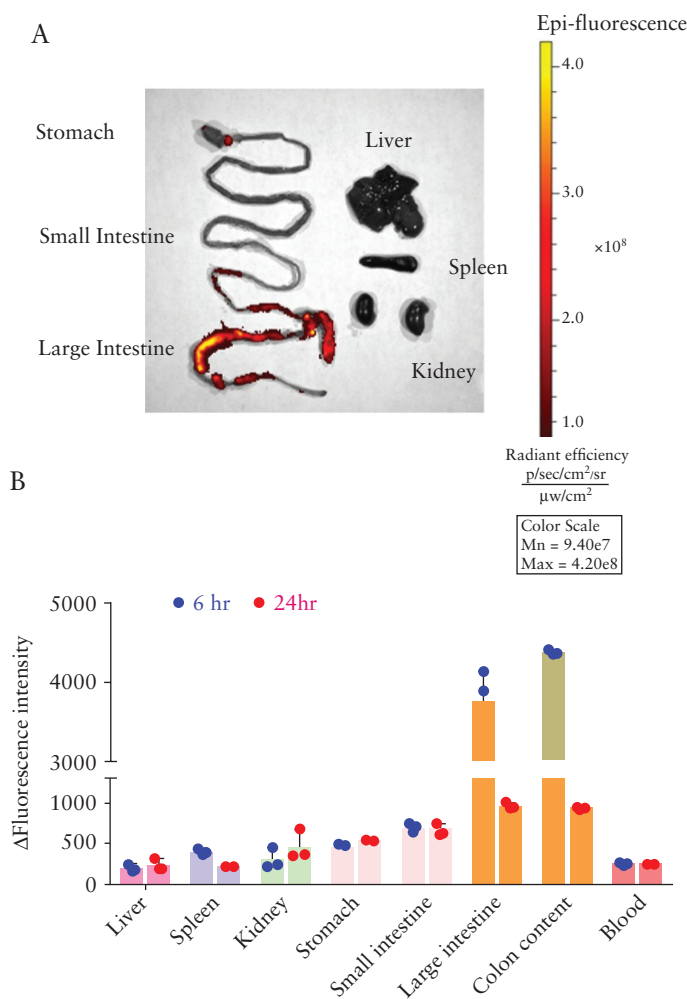 A
Epi-fluorescence
Stomach
Liver
Small Intestine
Spleen
Large Intestine
Kidney
4.0
3.0
×10⁸
2.0
1.0
Radiant efficiency
p/sec/cm²/sr
µw/cm²
Color Scale
Mn = 9.40e7
Max = 4.20e8
B
6 hr
24hr
ΔFluorescence intensity
5000
4000
3000
1000
500
0
Liver
Spleen
Kidney
Stomach
Small intestine
Large intestine
Colon content
Blood